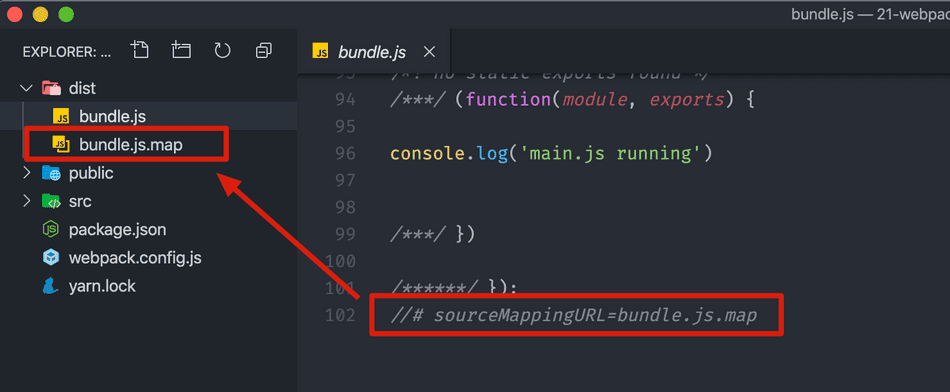 bundle.js — 21-webpac
EXPLORER: ...
dist
bundle.js
bundle.js.map
public
src
package.json
webpack.config.js
yarn.lock
bundle.js
93 /*! no static exports found */
94 /***/ (function(module, exports) {
95
96 console.log('main.js running')
97
98
99 /***/ })
100
101 /******/ });
102 //# sourceMappingURL=bundle.js.map